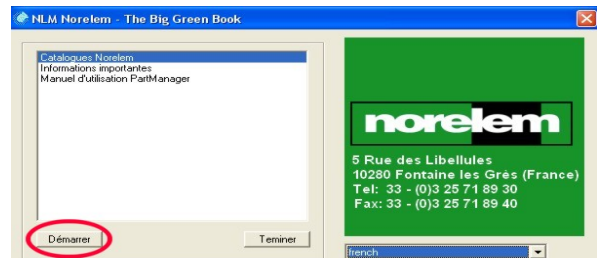 NLM Norelem - The Big Green Book
Catalogues Norelem
Informations importantes
Manuel d'utilisation PartManager
Démarrer
Teminer
norelem
5 Rue des Libellules
10280 Fontaine les Grès (France)
Tel: 33 - (0)3 25 71 89 30
Fax: 33 - (0)3 25 71 89 40
french